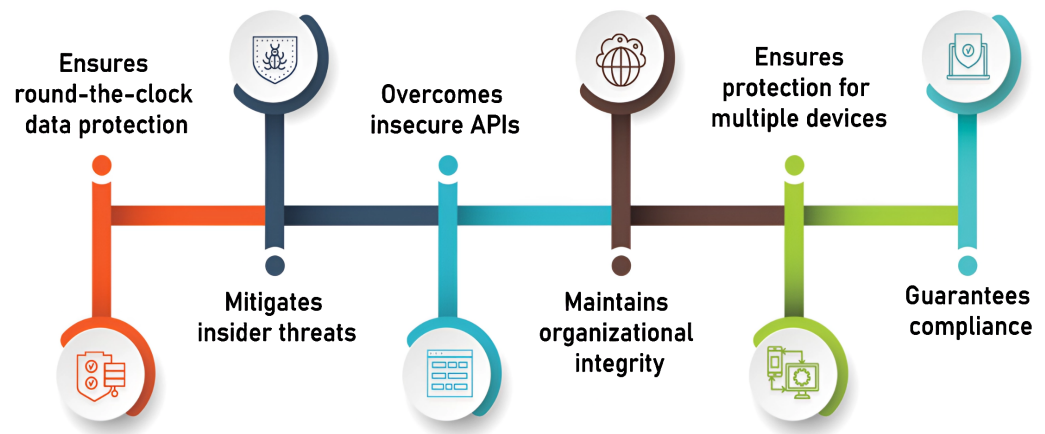 Ensures
round-the-clock
data protection
Mitigates
insider threats
Overcomes
insecure APIs
Maintains
organizational
integrity
Ensures
protection for
multiple devices
Guarantees
compliance